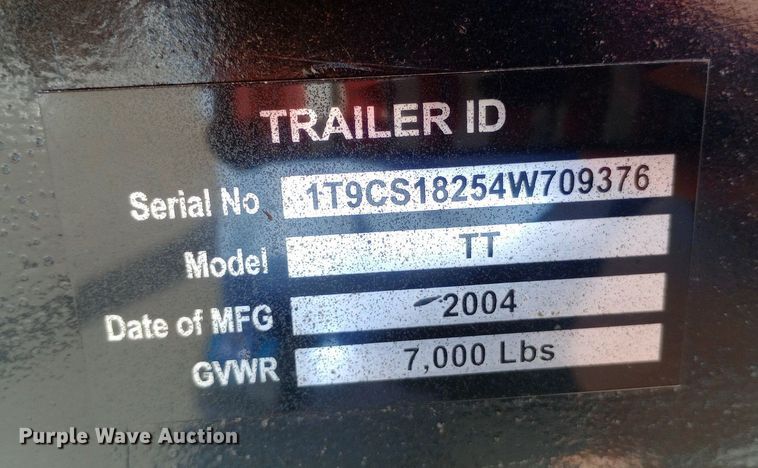 TRAILER ID
Serial No 1T9CS18254W709376
Model TT
Date of MFG 2004
GVWR 7,000 Lbs
Purple Wave Auction